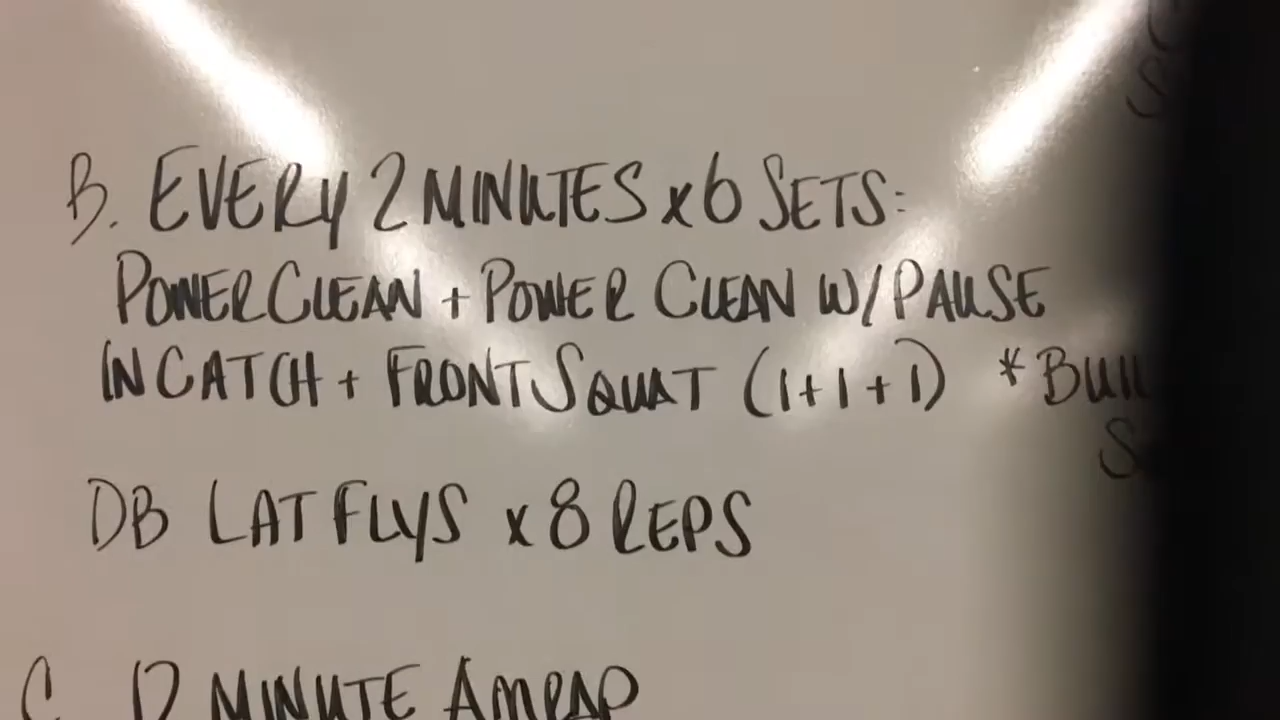 B. EVERY 2 MINUTES x 6 SETS:
POWER CLEAN + POWER CLEAN W/ PAUSE
IN CATCH + FRONT SQUAT (1+1+1) *
DB LAT FLYS x 8 REPS
C. 12 MINUTE AMRAP